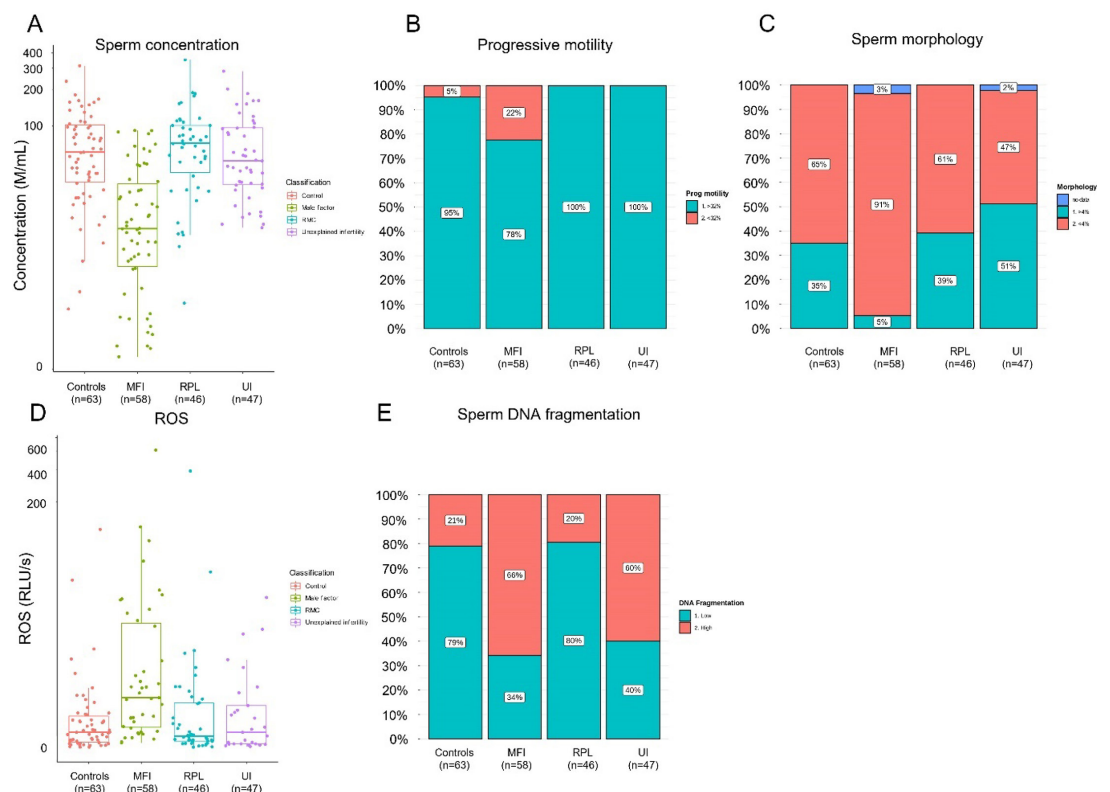 A
Sperm concentration
Concentration (M/mL)
400
300
200
100
0
Controls
(n=63)
MFI
(n=58)
RPL
(n=46)
UI
(n=47)
Classification
Control
Male factor
RMC
Unexplained infertility
B
Progressive motility
100%
90%
80%
70%
60%
50%
40%
30%
20%
10%
0%
5%
95%
22%
78%
100%
100%
Controls
(n=63)
MFI
(n=58)
RPL
(n=46)
UI
(n=47)
Prog motility
1. >32%
2. <32%
C
Sperm morphology
100%
90%
80%
70%
60%
50%
40%
30%
20%
10%
0%
65%
35%
3%
91%
5%
61%
39%
2%
47%
51%
Controls
(n=63)
MFI
(n=58)
RPL
(n=46)
UI
(n=47)
Morphology
no data
2. <4%
D
ROS
ROS (RLU/s)
600
400
200
0
Controls
(n=63)
MFI
(n=58)
RPL
(n=46)
UI
(n=47)
Classification
Control
Male factor
RMC
Unexplained infertility
E
Sperm DNA fragmentation
100%
90%
80%
70%
60%
50%
40%
30%
20%
10%
0%
21%
79%
66%
34%
20%
80%
60%
40%
Controls
(n=63)
MFI
(n=58)
RPL
(n=46)
UI
(n=47)
DNA Fragmentation
1. Low
2. High